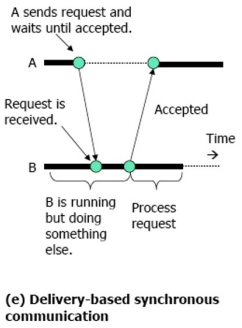 A sends request and
waits until accepted.
A
Request is
received.
Accepted
Time
B
B is running
but doing
something
else.
Process
request
(e) Delivery-based synchronous
communication